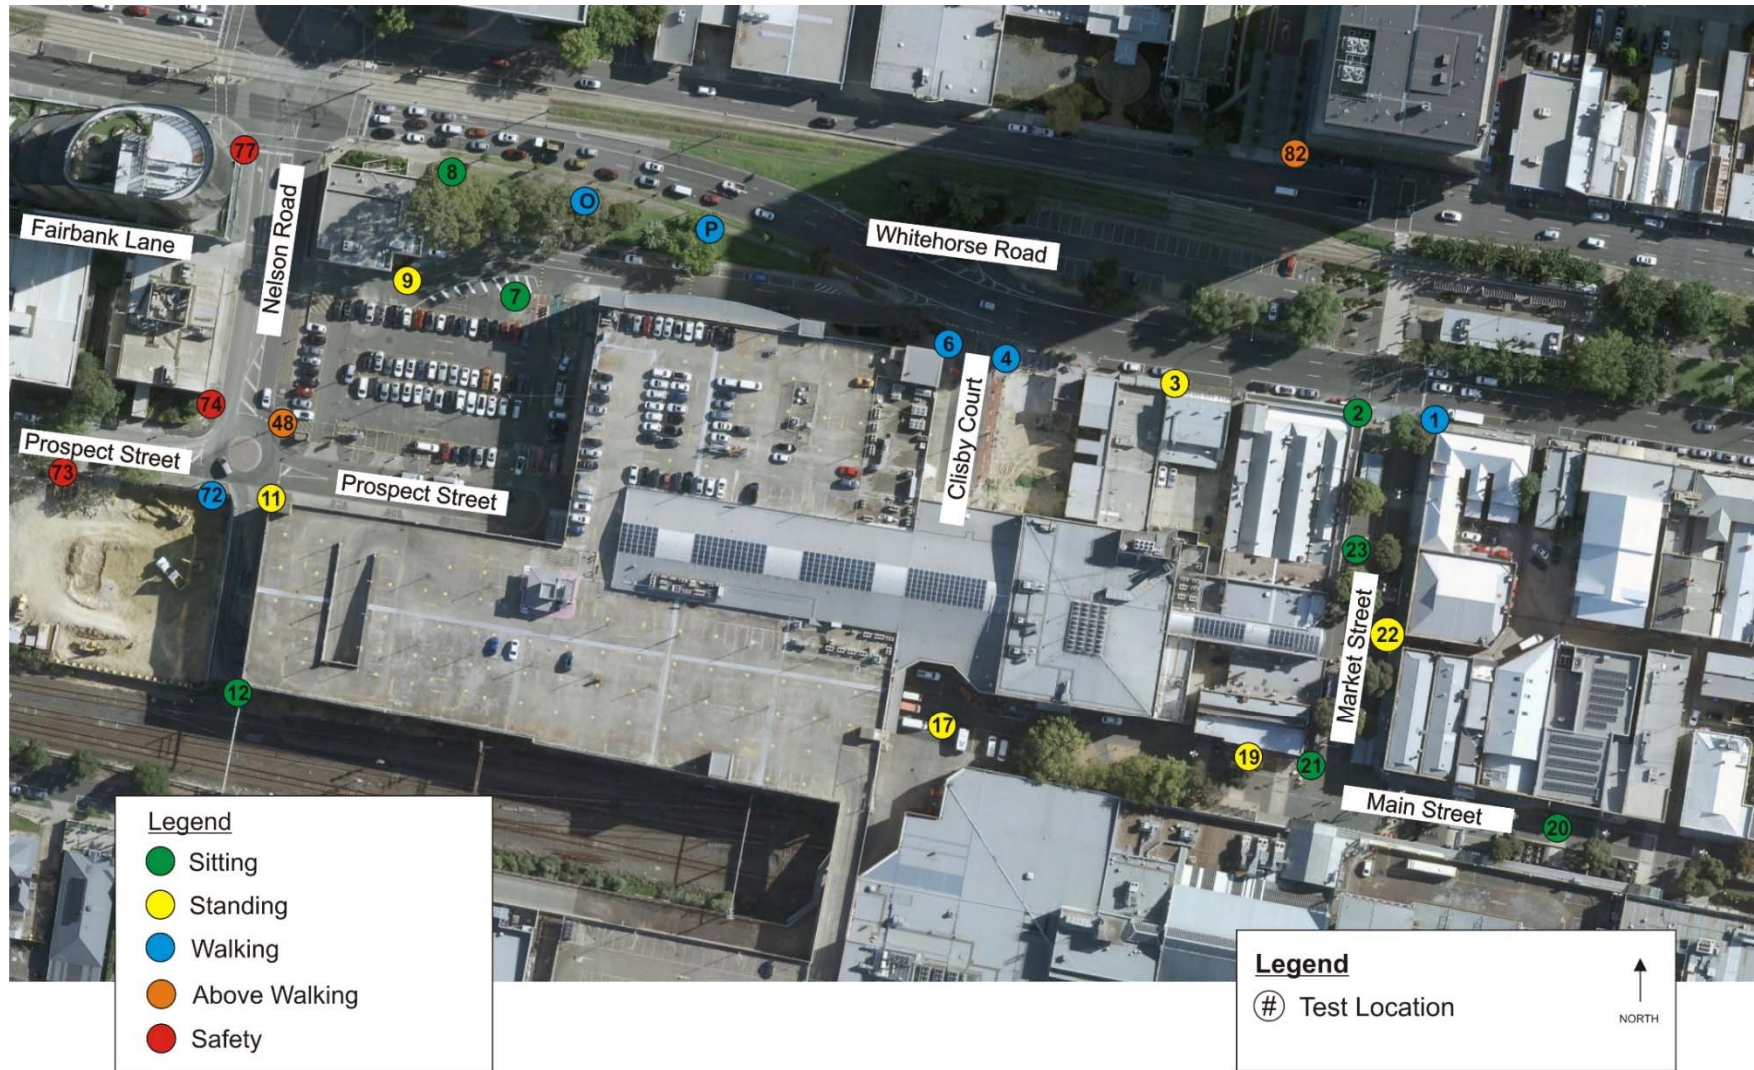 77
82
8
O
P
Fairbank Lane
Nelson Road
Whitehorse Road
9
7
6
4
Clisby Court
3
2
1
74
48
Prospect Street
73
72
11
Prospect Street
23
22
Market Street
12
17
19
21
Main Street
20
Legend
Sitting
Standing
Walking
Above Walking
Safety
Legend
# Test Location
NORTH